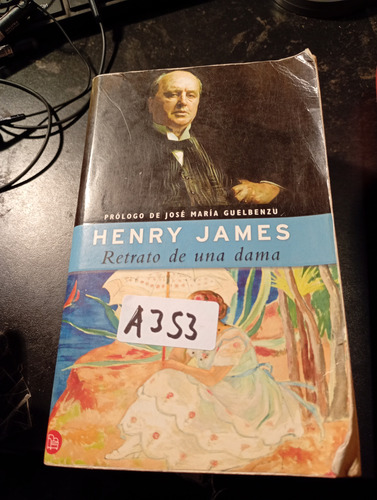 PRÓLOGO DE JOSÉ MARÍA GUELBENZU
HENRY JAMES
Retrato de una dama
A353